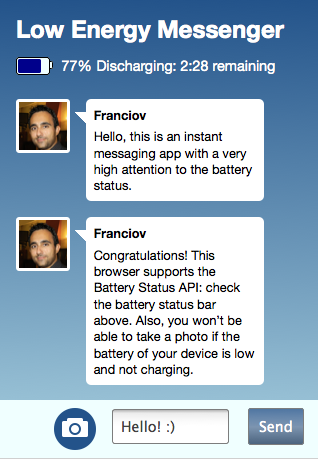 Low Energy Messenger
77% Discharging: 2:28 remaining
Franciov
Hello, this is an instant
messaging app with a very
high attention to the battery
status.
Franciov
Congratulations! This
browser supports the
Battery Status API: check
the battery status bar
above. Also, you won't be
able to take a photo if the
battery of your device is low
and not charging.
Hello! :)
Send